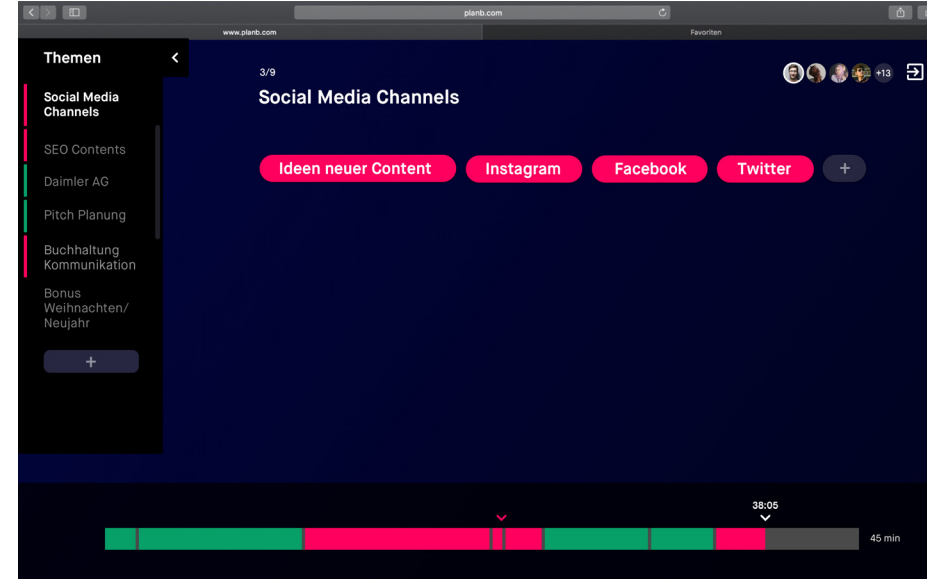 planb.com
www.planb.com
Favoriten
Themen
Social Media
Channels
SEO Contents
Daimler AG
Pitch Planung
Buchhaltung
Kommunikation
Bonus
Weihnachten/
Neujahr
+
3/9
+13
Social Media Channels
Ideen neuer Content
Instagram
Facebook
Twitter
+
38:05
45 min